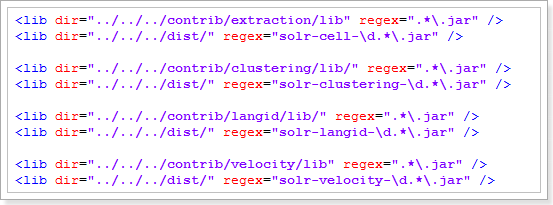 <lib dir="../../../contrib/extraction/lib" regex=".*\.jar" />
<lib dir="../../../dist/" regex="solr-cell-\d.*\.jar" />
<lib dir="../../../contrib/clustering/lib/" regex=".*\.jar" />
<lib dir="../../../dist/" regex="solr-clustering-\d.*\.jar" />
<lib dir="../../../contrib/langid/lib/" regex=".*\.jar" />
<lib dir="../../../dist/" regex="solr-langid-\d.*\.jar" />
<lib dir="../../../contrib/velocity/lib" regex=".*\.jar" />
<lib dir="../../../dist/" regex="solr-velocity-\d.*\.jar" />